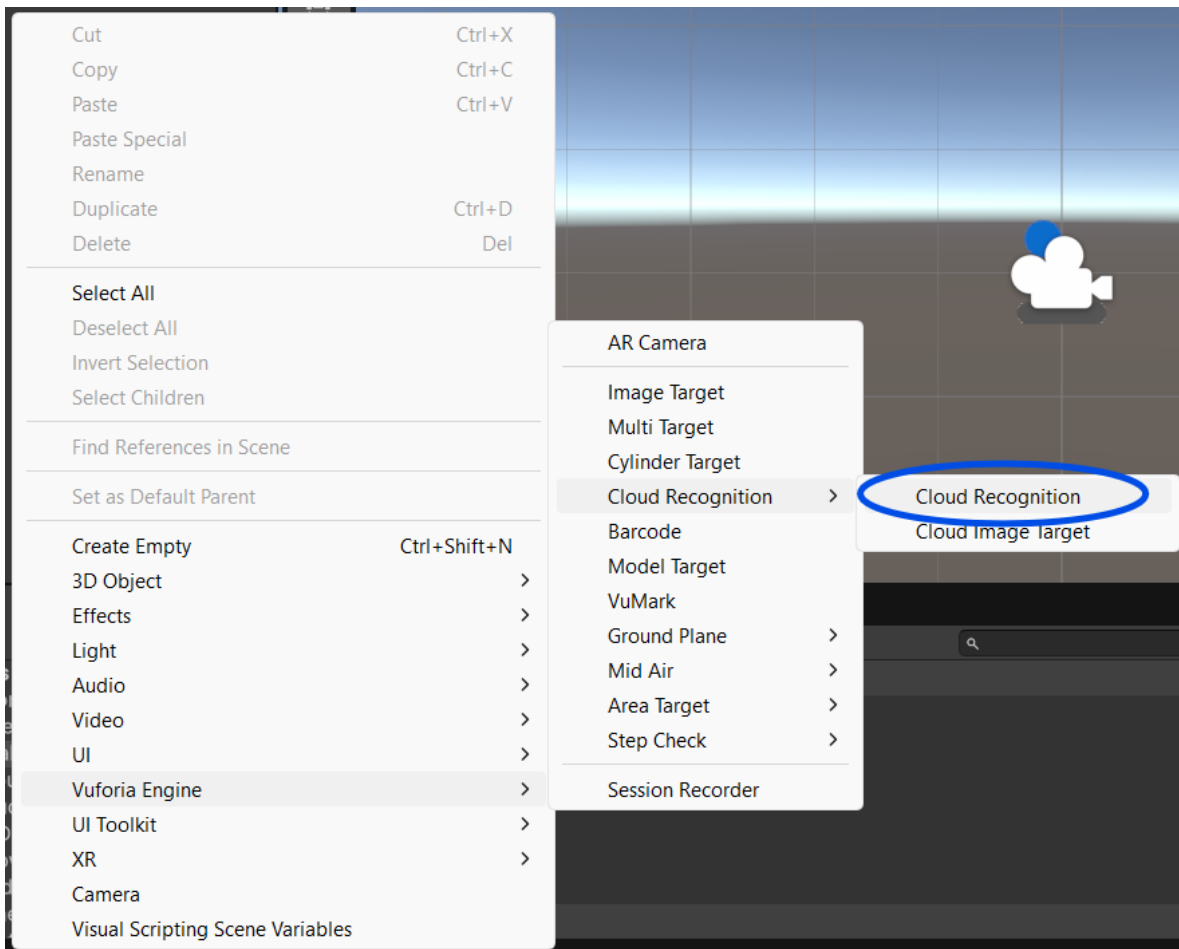 Cut Ctrl+X
Copy Ctrl+C
Paste Ctrl+V
Paste Special
Rename
Duplicate Ctrl+D
Delete Del
Select All
Deselect All
Invert Selection
Select Children
Find References in Scene
Set as Default Parent
Create Empty Ctrl+Shift+N
3D Object
Effects
Light
Audio
Video
UI
Vuforia Engine
UI Toolkit
XR
Camera
Visual Scripting Scene Variables
AR Camera
Image Target
Multi Target
Cylinder Target
Cloud Recognition
Barcode
Model Target
VuMark
Ground Plane
Mid Air
Area Target
Step Check
Session Recorder
Cloud Recognition
Cloud Image Target